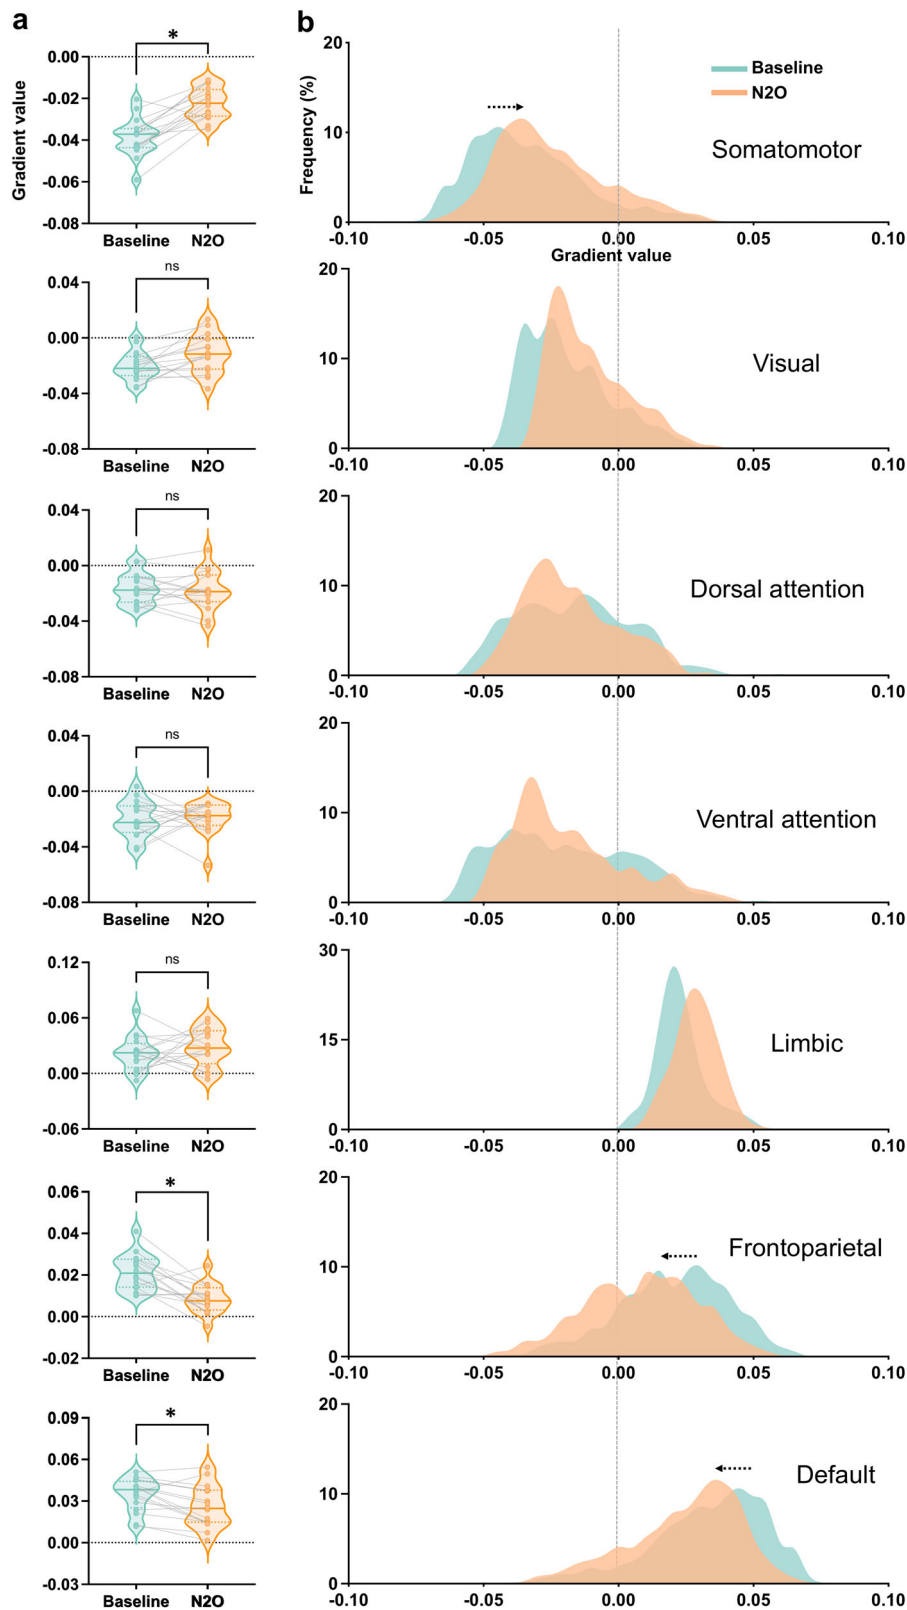 a
b
*
0.00
-0.02
-0.04
-0.06
-0.08
Gradient value
Baseline N2O
20
10
0
Frequency (%)
Baseline
N2O
Somatomotor
-0.10 -0.05 0.00 0.05 0.10
Gradient value
ns
0.04
0.00
-0.04
-0.08
Baseline N2O
20
10
0
Visual
-0.10 -0.05 0.00 0.05 0.10
ns
0.04
0.00
-0.04
-0.08
Baseline N2O
20
10
0
Dorsal attention
-0.10 -0.05 0.00 0.05 0.10
ns
0.04
0.00
-0.04
-0.08
Baseline N2O
20
10
0
Ventral attention
-0.10 -0.05 0.00 0.05 0.10
ns
0.12
0.06
0.00
-0.06
Baseline N2O
30
15
0
Limbic
-0.10 -0.05 0.00 0.05 0.10
*
0.06
0.04
0.02
0.00
-0.02
Baseline N2O
20
10
0
Frontoparietal
-0.10 -0.05 0.00 0.05 0.10
*
0.09
0.06
0.03
0.00
-0.03
Baseline N2O
20
10
0
Default
-0.10 -0.05 0.00 0.05 0.10